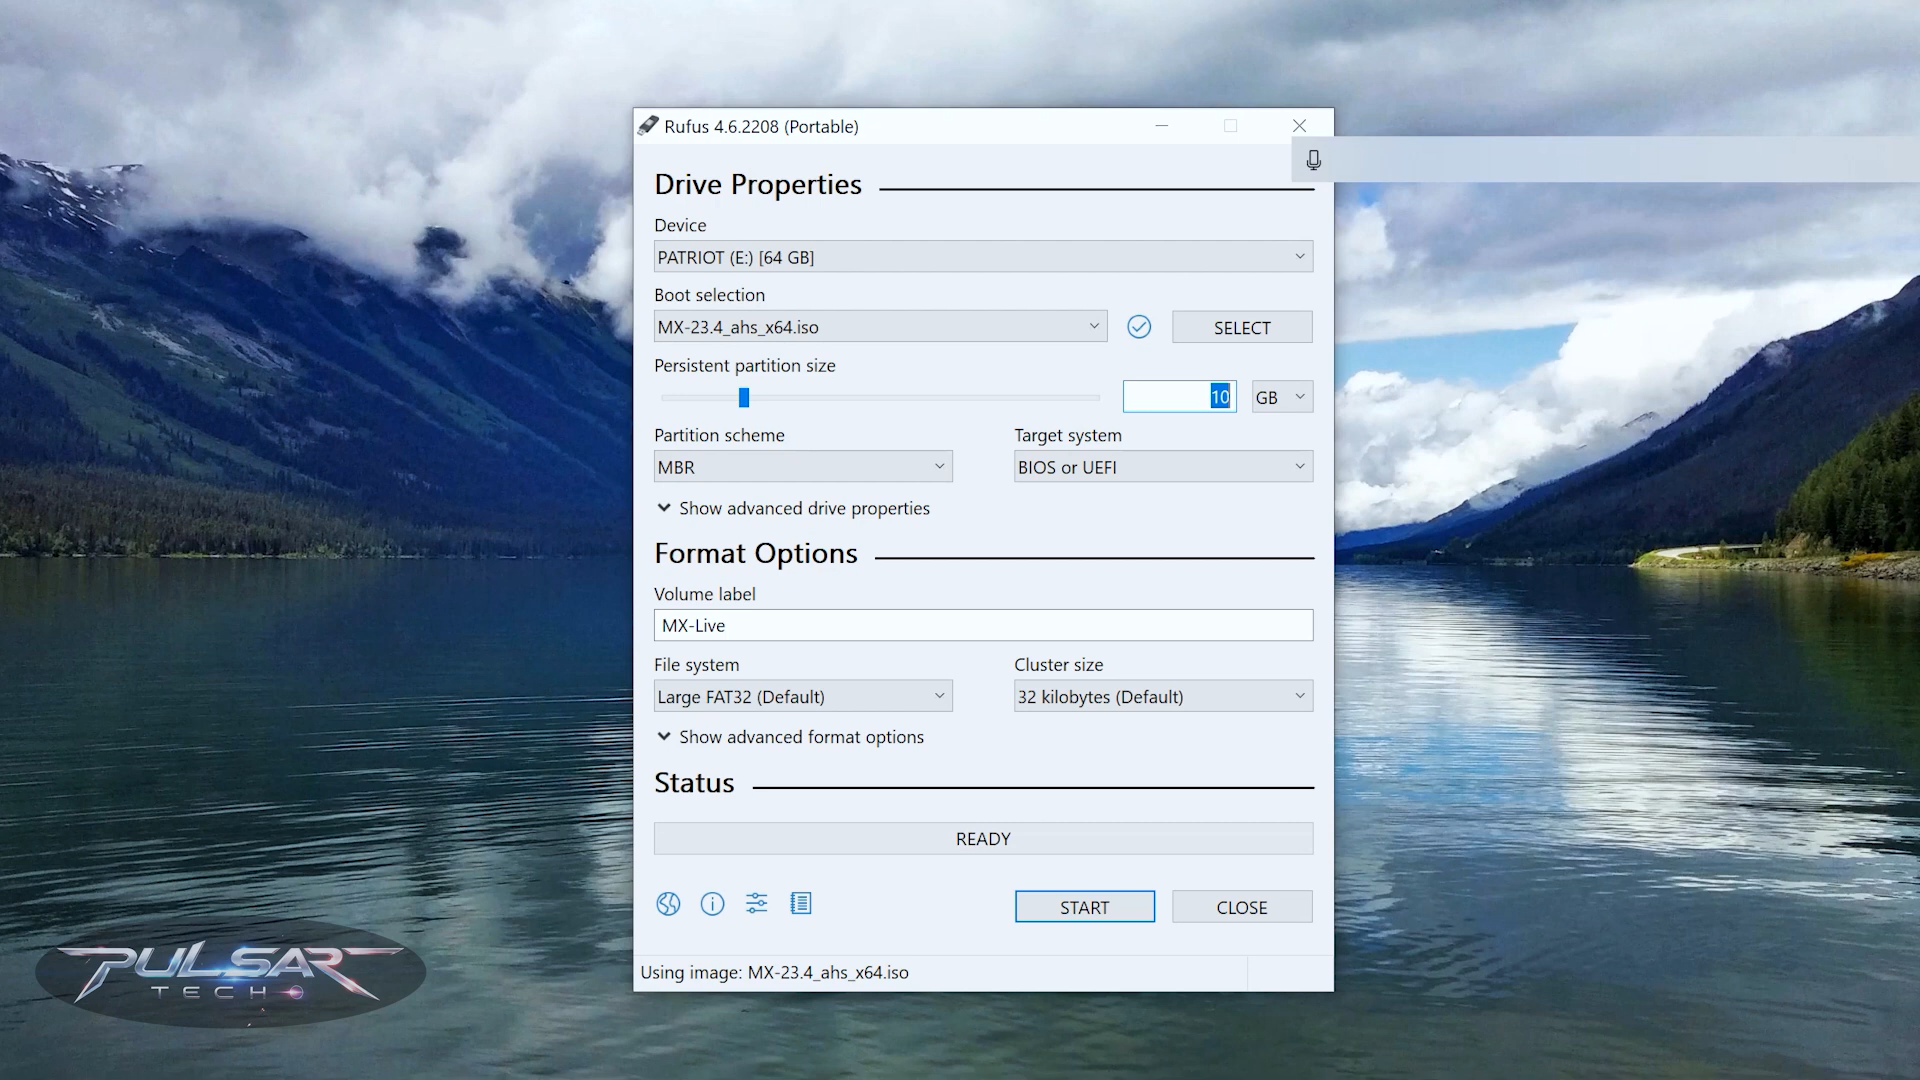 Rufus 4.6.2208 (Portable)
Drive Properties
Device
PATRIOT (E:) [64 GB]
Boot selection
MX-23.4_ahs_x64.iso
SELECT
Persistent partition size
10
GB
Partition scheme
Target system
MBR
BIOS or UEFI
Show advanced drive properties
Format Options
Volume label
MX-Live
File system
Cluster size
Large FAT32 (Default)
32 kilobytes (Default)
Show advanced format options
Status
READY
START
CLOSE
Using image: MX-23.4_ahs_x64.iso
PULSAR
TECH